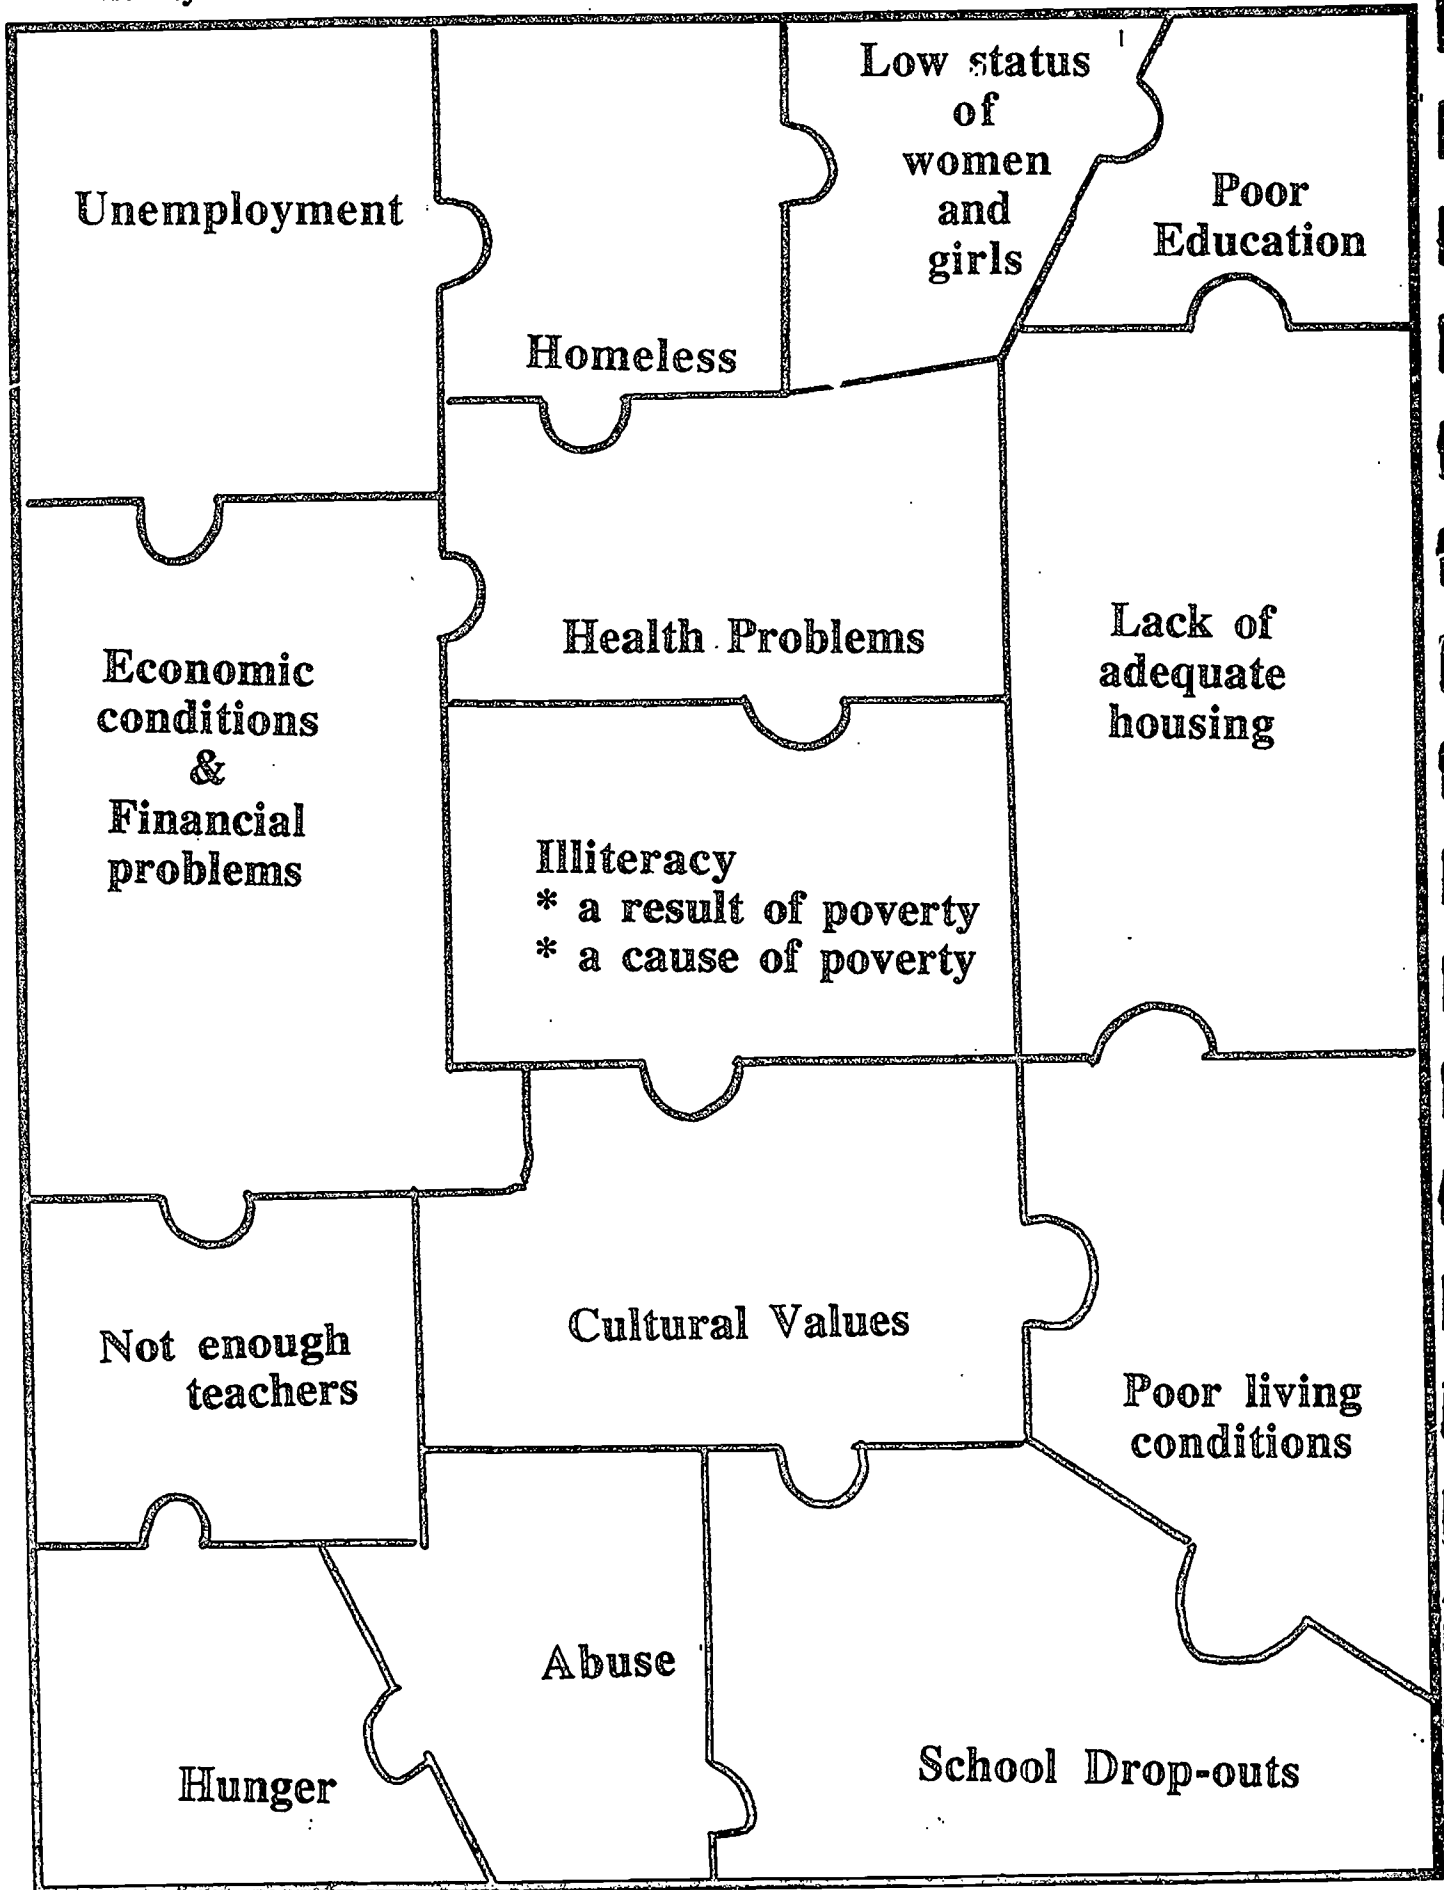 Low status
of
women
and
girls
Unemployment
Poor
Education
Homeless
Health Problems
Lack of
adequate
housing
Economic
conditions
&
Financial
problems
Illiteracy
* a result of poverty
* a cause of poverty
Not enough
teachers
Cultural Values
Poor living
conditions
Abuse
School Drop-outs
Hunger